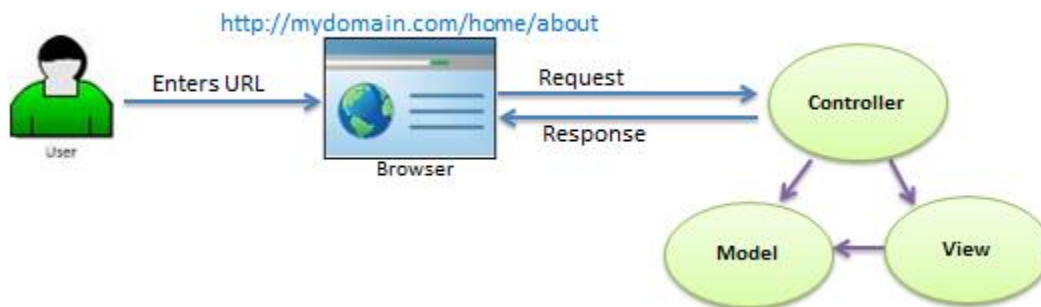 http://mydomain.com/home/about
Enters URL
Request
Response
Controller
User
Browser
Model
View